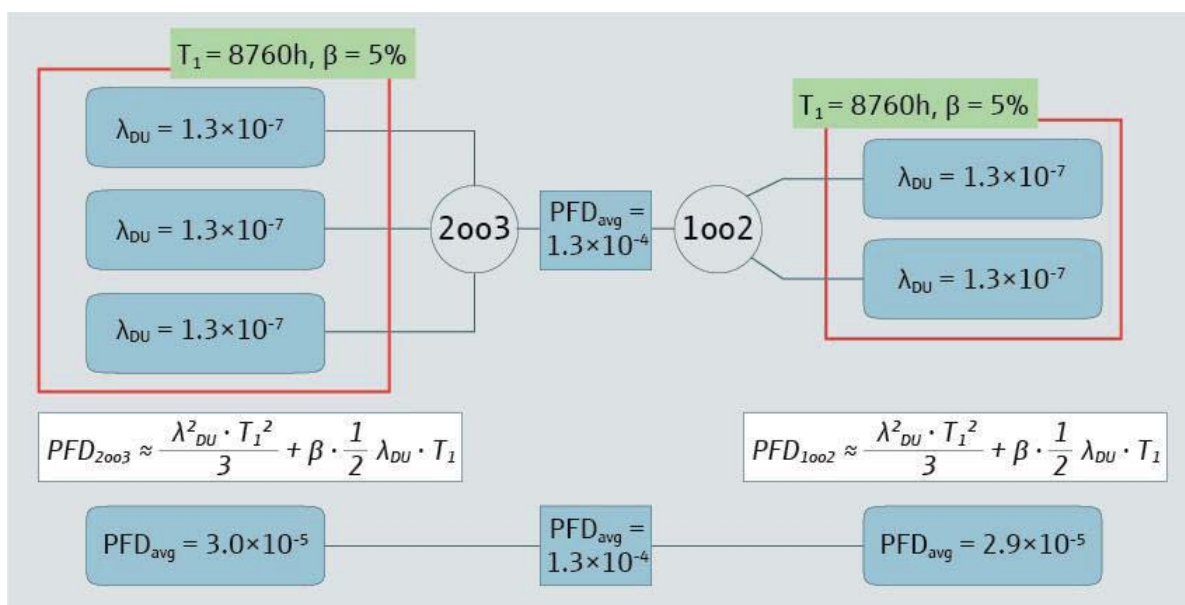 T₁ = 8760h, β = 5%
λ_DU = 1.3×10⁻⁷
λ_DU = 1.3×10⁻⁷
λ_DU = 1.3×10⁻⁷
2oo3
PFD_avg =
1.3×10⁻⁴
1oo2
T₁ = 8760h, β = 5%
λ_DU = 1.3×10⁻⁷
λ_DU = 1.3×10⁻⁷
PFD_2oo3 ≈ λ²_DU · T₁² / 3 + β · 1/2 λ_DU · T₁
PFD_1oo2 ≈ λ²_DU · T₁² / 3 + β · 1/2 λ_DU · T₁
PFD_avg = 3.0×10⁻⁵
PFD_avg =
1.3×10⁻⁴
PFD_avg = 2.9×10⁻⁵